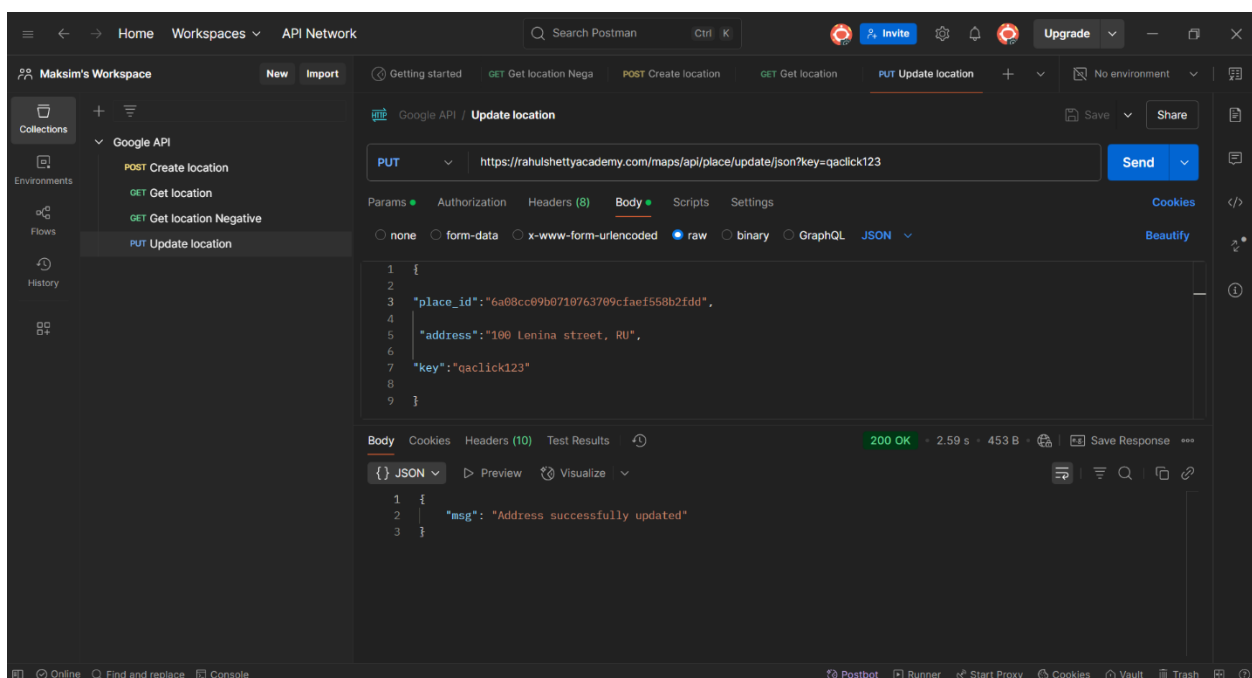 Home Workspaces API Network Search Postman Ctrl K Invite Upgrade
Maksim's Workspace New Import Getting started GET Get location Nega POST Create location GET Get location PUT Update location No environment
Collections
Environments
Flows
History
Google API
POST Create location
GET Get location
GET Get location Negative
PUT Update location
HTTP Google API / Update location Save Share
PUT https://rahulshettyacademy.com/maps/api/place/update/json?key=qaclick123 Send
Params Authorization Headers (8) Body Scripts Settings Cookies
none form-data x-www-form-urlencoded raw binary GraphQL JSON Beautify
1 {
2
3 "place_id":"6a08cc09b0710763709cfaef558b2fdd",
4
5 "address":"100 Lenina street, RU",
6
7 "key":"qaclick123"
8
9 }
Body Cookies Headers (10) Test Results 200 OK 2.59 s 453 B e.g. Save Response
{} JSON Preview Visualize
1 {
2 "msg": "Address successfully updated"
3 }
Online Find and replace Console Postbot Runner Start Proxy Cookies Vault Trash